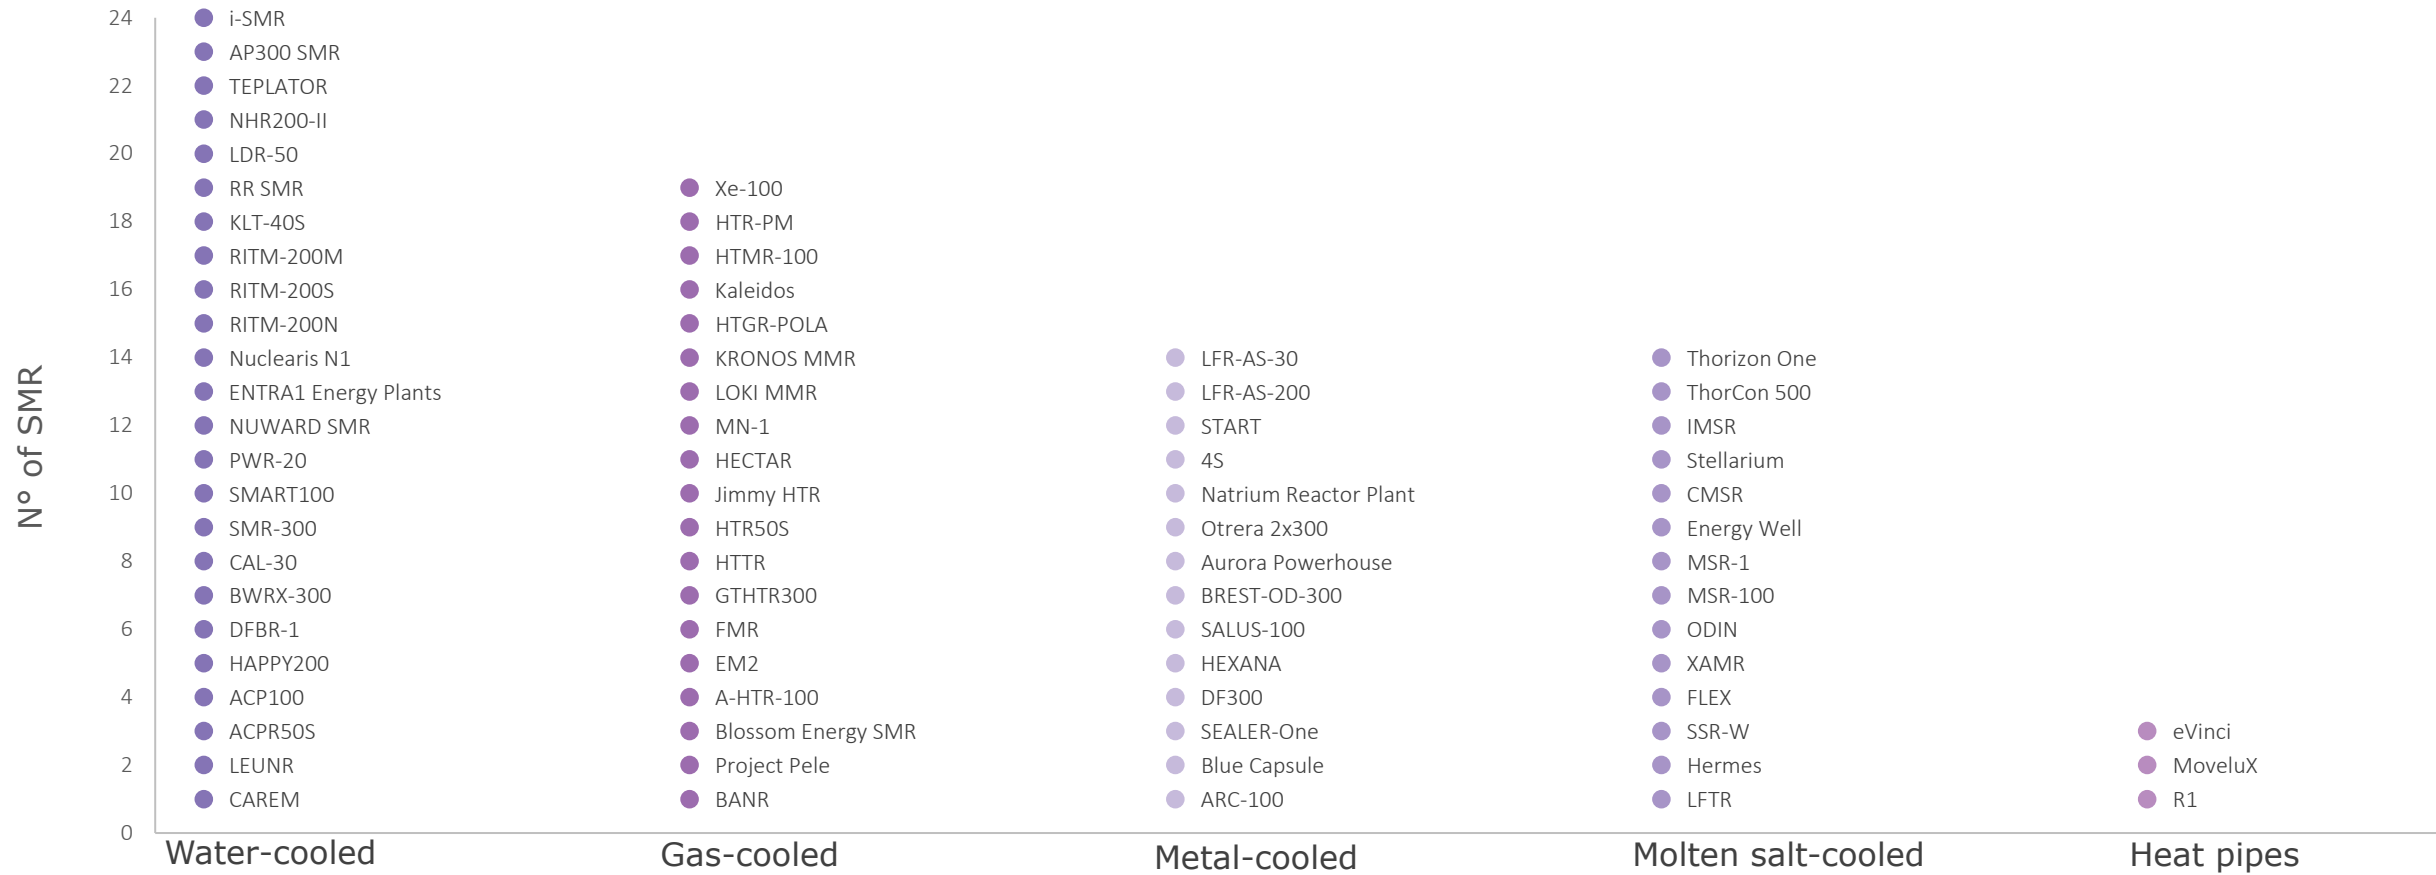 N° of SMR
24
22
20
18
16
14
12
10
8
6
4
2
0
i-SMR
AP300 SMR
TEPLATOR
NHR200-II
LDR-50
RR SMR
KLT-40S
RITM-200M
RITM-200S
RITM-200N
Nuclearis N1
ENTRA1 Energy Plants
NUWARD SMR
PWR-20
SMART100
SMR-300
CAL-30
BWRX-300
DFBR-1
HAPPY200
ACP100
ACPR50S
LEUNR
CAREM
Water-cooled
Xe-100
HTR-PM
HTMR-100
Kaleidos
HTGR-POLA
KRONOS MMR
LOKI MMR
MN-1
HECTAR
Jimmy HTR
HTR50S
HTTR
GTHTR300
FMR
EM2
A-HTR-100
Blossom Energy SMR
Project Pele
BANR
Gas-cooled
LFR-AS-30
LFR-AS-200
START
4S
Natrium Reactor Plant
Otrera 2x300
Aurora Powerhouse
BREST-OD-300
SALUS-100
HEXANA
DF300
SEALER-One
Blue Capsule
ARC-100
Metal-cooled
Thorizon One
ThorCon 500
IMSR
Stellarium
CMSR
Energy Well
MSR-1
MSR-100
ODIN
XAMR
FLEX
SSR-W
Hermes
LFTR
Molten salt-cooled
eVinci
MoveluX
R1
Heat pipes